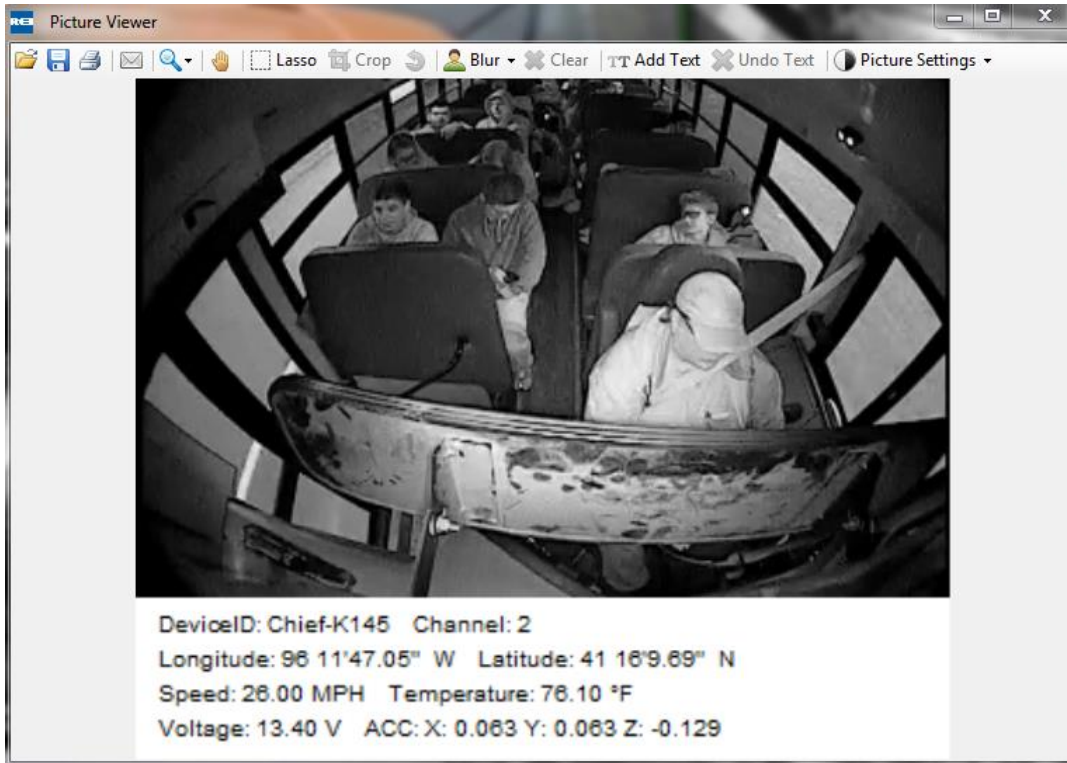 REI Picture Viewer
Lasso Crop Blur Clear TT Add Text Undo Text Picture Settings
DeviceID: Chief-K145 Channel: 2
Longitude: 96 11'47.05" W Latitude: 41 16'9.69" N
Speed: 26.00 MPH Temperature: 76.10 °F
Voltage: 13.40 V ACC: X: 0.063 Y: 0.063 Z: -0.129